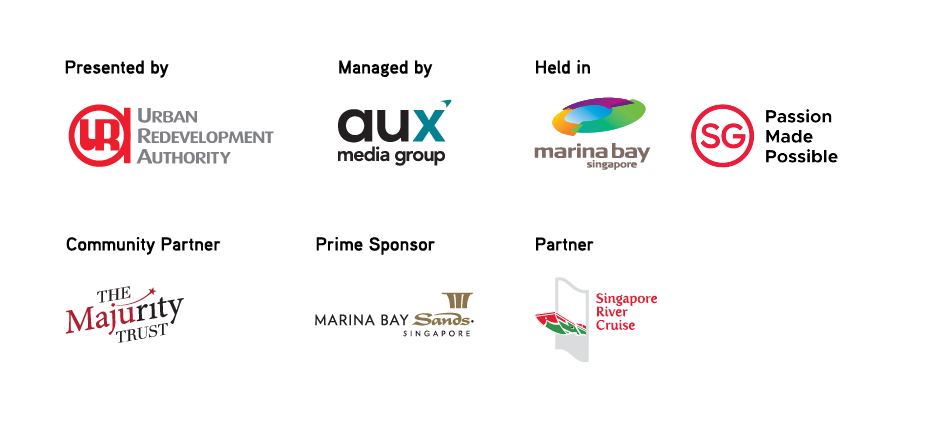 Presented by
Managed by
Held in
URA
URBAN
REDEVELOPMENT
AUTHORITY
aux
media group
marina bay
singapore
SG
Passion
Made
Possible
Community Partner
Prime Sponsor
Partner
THE
Majurity
TRUST
MARINA BAY Sands.
SINGAPORE
Singapore
River
Cruise